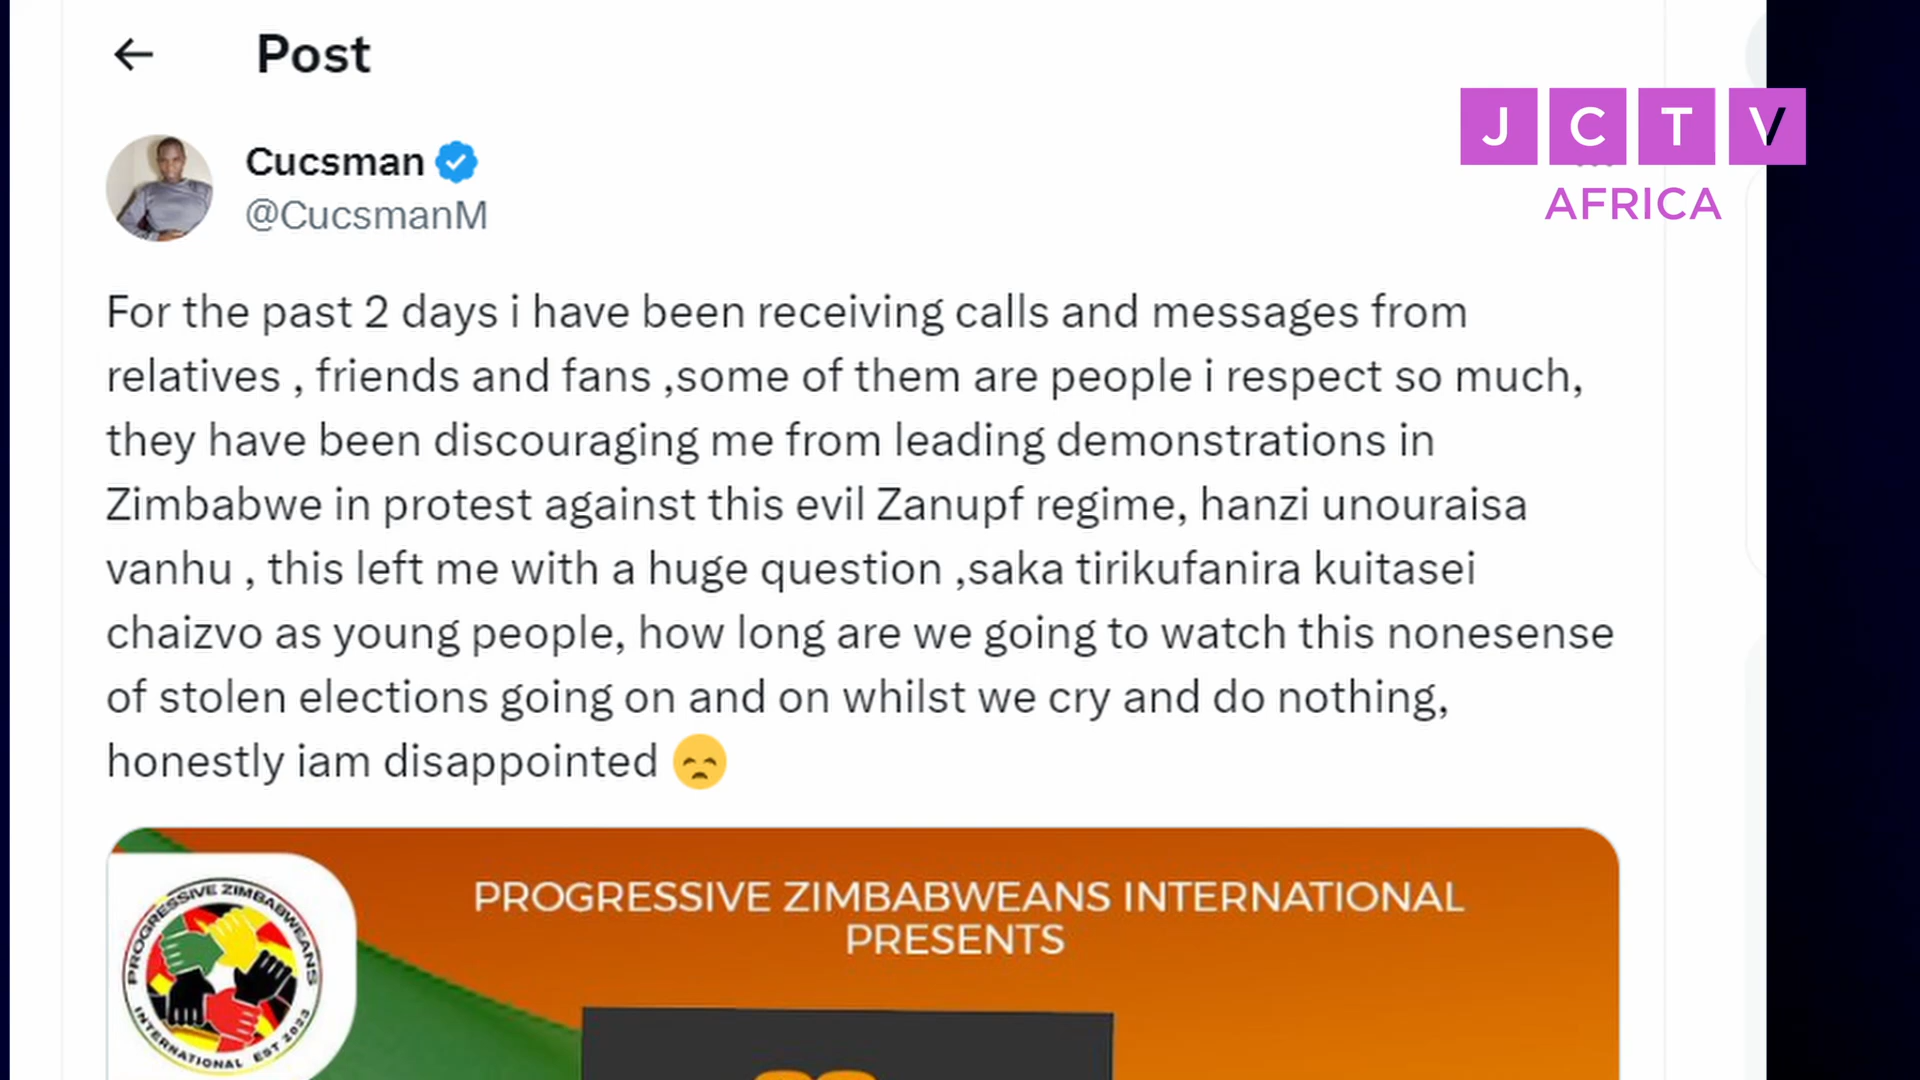 Post
JCTV
AFRICA
Cucsman
@CucsmanM
For the past 2 days i have been receiving calls and messages from
relatives , friends and fans ,some of them are people i respect so much,
they have been discouraging me from leading demonstrations in
Zimbabwe in protest against this evil Zanupf regime, hanzi unouraisa
vanhu , this left me with a huge question ,saka tirikufanira kuitasei
chaizvo as young people, how long are we going to watch this nonesense
of stolen elections going on and on whilst we cry and do nothing,
honestly iam disappointed 😞
PROGRESSIVE ZIMBABWEANS
INTERNATIONAL EST 2023
PROGRESSIVE ZIMBABWEANS INTERNATIONAL
PRESENTS